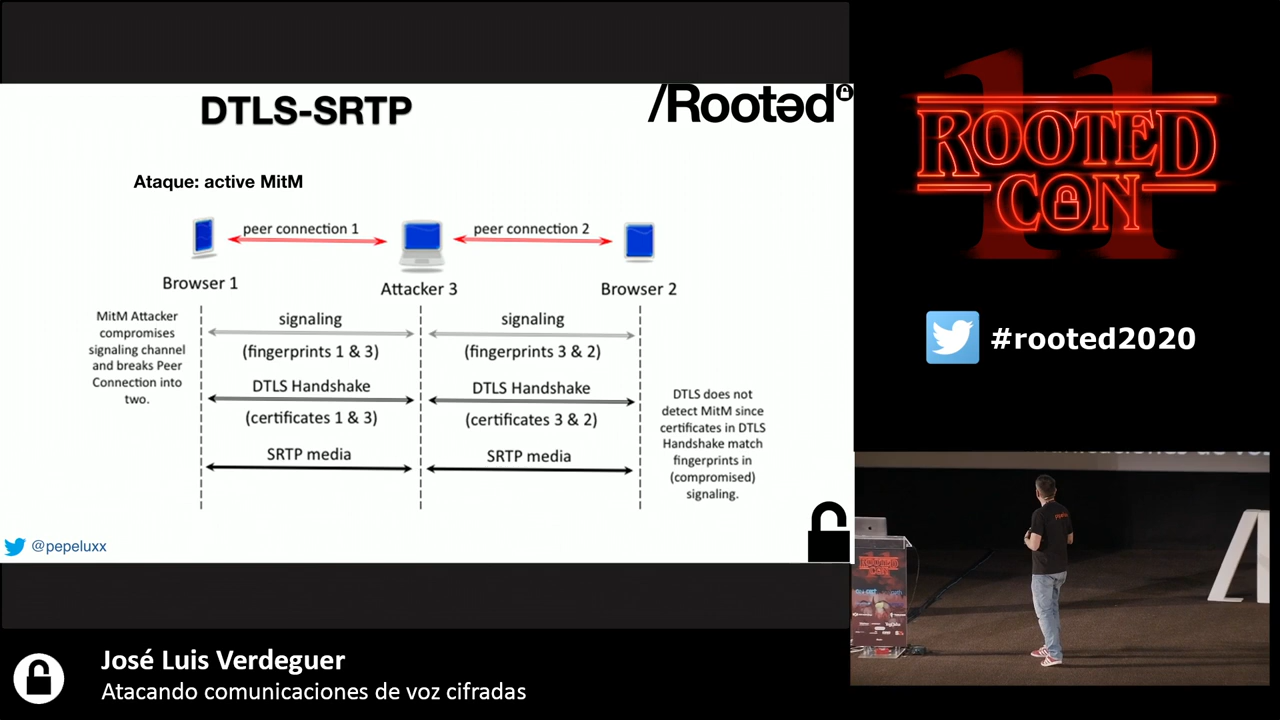 DTLS-SRTP
/Rootəd
Ataque: active MitM
peer connection 1
peer connection 2
Browser 1
Attacker 3
Browser 2
MitM Attacker
compromises
signaling channel
and breaks Peer
Connection into
two.
signaling
(fingerprints 1 & 3)
DTLS Handshake
(certificates 1 & 3)
SRTP media
signaling
(fingerprints 3 & 2)
DTLS Handshake
(certificates 3 & 2)
SRTP media
DTLS does not
detect MitM since
certificates in DTLS
Handshake match
fingerprints in
(compromised)
signaling.
@pepeluxx
11
ROOTED
CON
#rooted2020
11
ROOTED
CON
José Luis Verdeguer
Atacando comunicaciones de voz cifradas